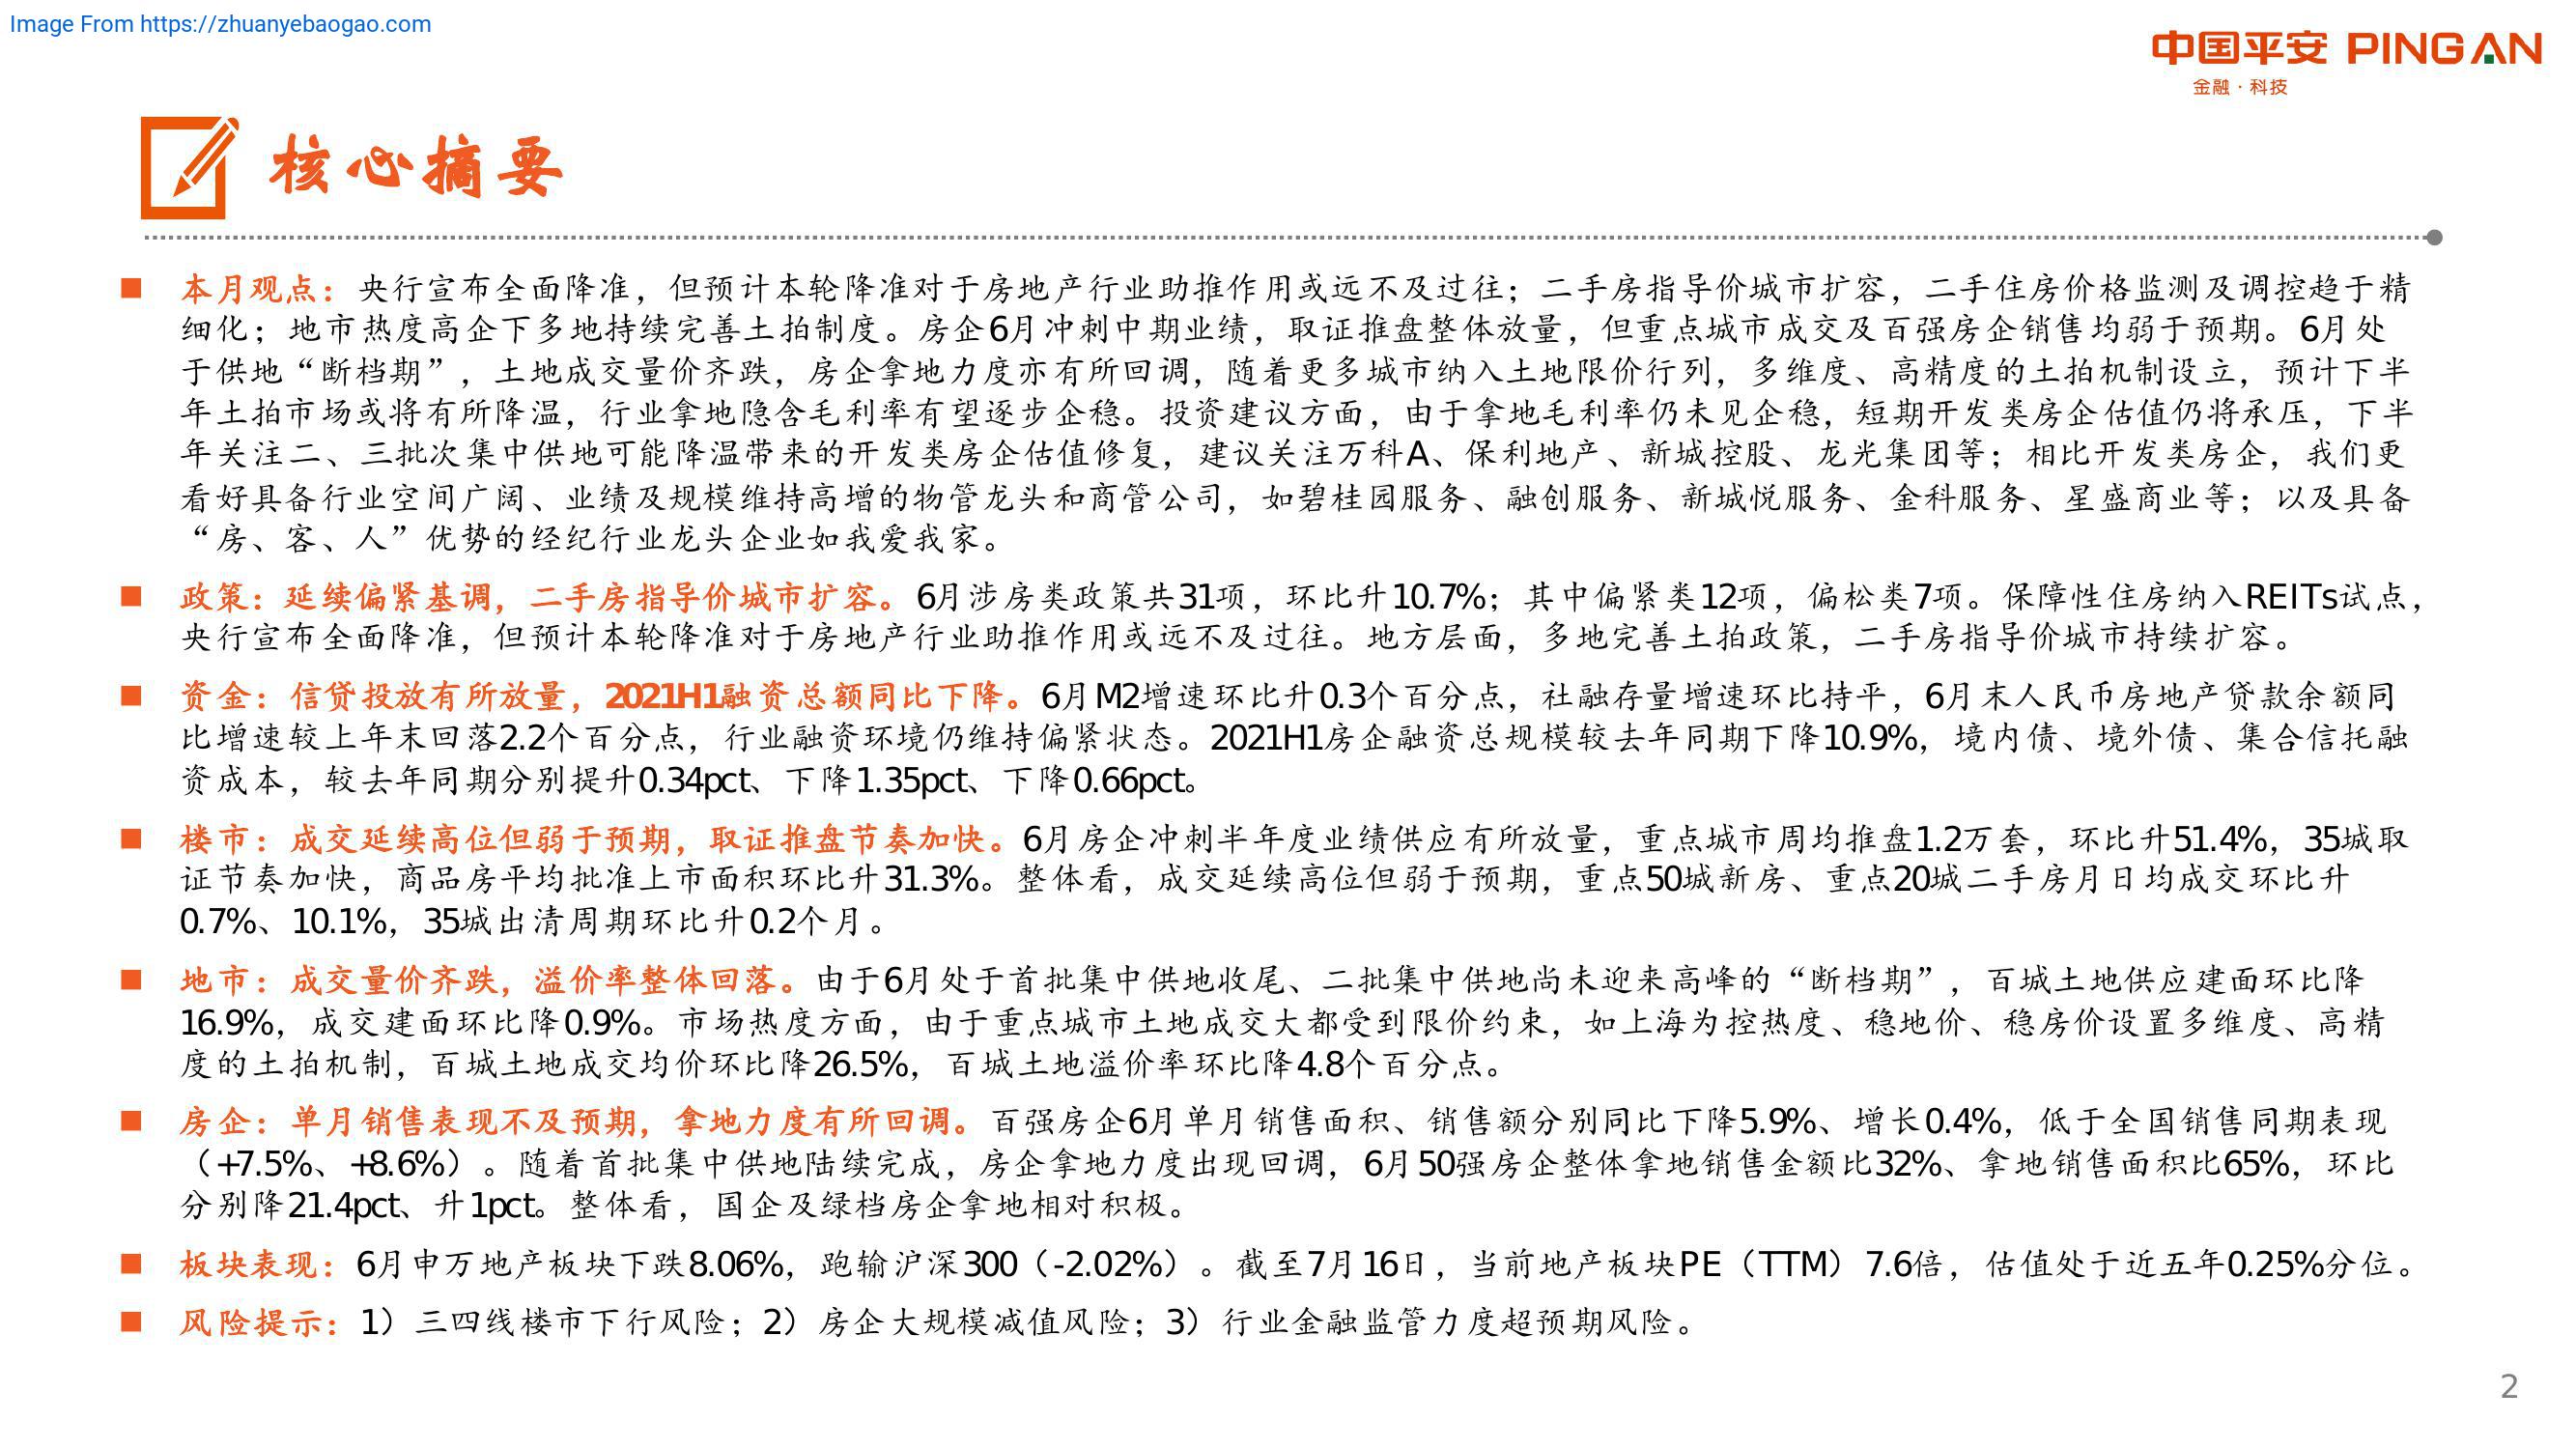 Image From https://zhuanyebaogao.com
中国平安 PINGAN
金融·科技
核心摘要
本月观点：央行宣布全面降准，但预计本轮降准对于房地产行业助推作用或远不及过往；二手房指导价城市扩容，二手住房价格监测及调控趋于精
细化；地市热度高企下多地持续完善土拍制度。房企6月冲刺中期业绩，取证推盘整体放量，但重点城市成交及百强房企销售均弱于预期。6月处
于供地“断档期”，土地成交量价齐跌，房企拿地力度亦有所回调，随着更多城市纳入土地限价行列，多维度、高精度的土拍机制设立，预计下半
年土拍市场或将有所降温，行业拿地隐含毛利率有望逐步企稳。投资建议方面，由于拿地毛利率仍未见企稳，短期开发类房企估值仍将承压，下半
年关注二、三批次集中供地可能降温带来的开发类房企估值修复，建议关注万科A、保利地产、新城控股、龙光集团等；相比开发类房企，我们更
看好具备行业空间广阔、业绩及规模维持高增的物管龙头和商管公司，如碧桂园服务、融创服务、新城悦服务、金科服务、星盛商业等；以及具备
“房、客、人”优势的经纪行业龙头企业如我爱我家。
政策：延续偏紧基调，二手房指导价城市扩容。6月涉房类政策共31项，环比升10.7%；其中偏紧类12项，偏松类7项。保障性住房纳入REITs试点，
央行宣布全面降准，但预计本轮降准对于房地产行业助推作用或远不及过往。地方层面，多地完善土拍政策，二手房指导价城市持续扩容。
资金：信贷投放有所放量，2021H1融资总额同比下降。6月M2增速环比升0.3个百分点，社融存量增速环比持平，6月末人民币房地产贷款余额同
比增速较上年末回落2.2个百分点，行业融资环境仍维持偏紧状态。2021H1房企融资总规模较去年同期下降10.9%，境内债、境外债、集合信托融
资成本，较去年同期分别提升0.34pct、下降1.35pct、下降0.66pct。
楼市：成交延续高位但弱于预期，取证推盘节奏加快。6月房企冲刺半年度业绩供应有所放量，重点城市周均推盘1.2万套，环比升51.4%，35城取
证节奏加快，商品房平均批准上市面积环比升31.3%。整体看，成交延续高位但弱于预期，重点50城新房、重点20城二手房月日均成交环比升
0.7%、10.1%，35城出清周期环比升0.2个月。
地市：成交量价齐跌，溢价率整体回落。由于6月处于首批集中供地收尾、二批集中供地尚未迎来高峰的“断档期”，百城土地供应建面环比降
16.9%，成交建面环比降0.9%。市场热度方面，由于重点城市土地成交大都受到限价约束，如上海为控热度、稳地价、稳房价设置多维度、高精
度的土拍机制，百城土地成交均价环比降26.5%，百城土地溢价率环比降4.8个百分点。
房企：单月销售表现不及预期，拿地力度有所回调。百强房企6月单月销售面积、销售额分别同比下降5.9%、增长0.4%，低于全国销售同期表现
（+7.5%、+8.6%）。随着首批集中供地陆续完成，房企拿地力度出现回调，6月50强房企整体拿地销售金额比32%、拿地销售面积比65%，环比
分别降21.4pct、升1pct。整体看，国企及绿档房企拿地相对积极。
板块表现：6月申万地产板块下跌8.06%，跑输沪深300（-2.02%）。截至7月16日，当前地产板块PE（TTM）7.6倍，估值处于近五年0.25%分位。
风险提示：1）三四线楼市下行风险；2）房企大规模减值风险；3）行业金融监管力度超预期风险。
2